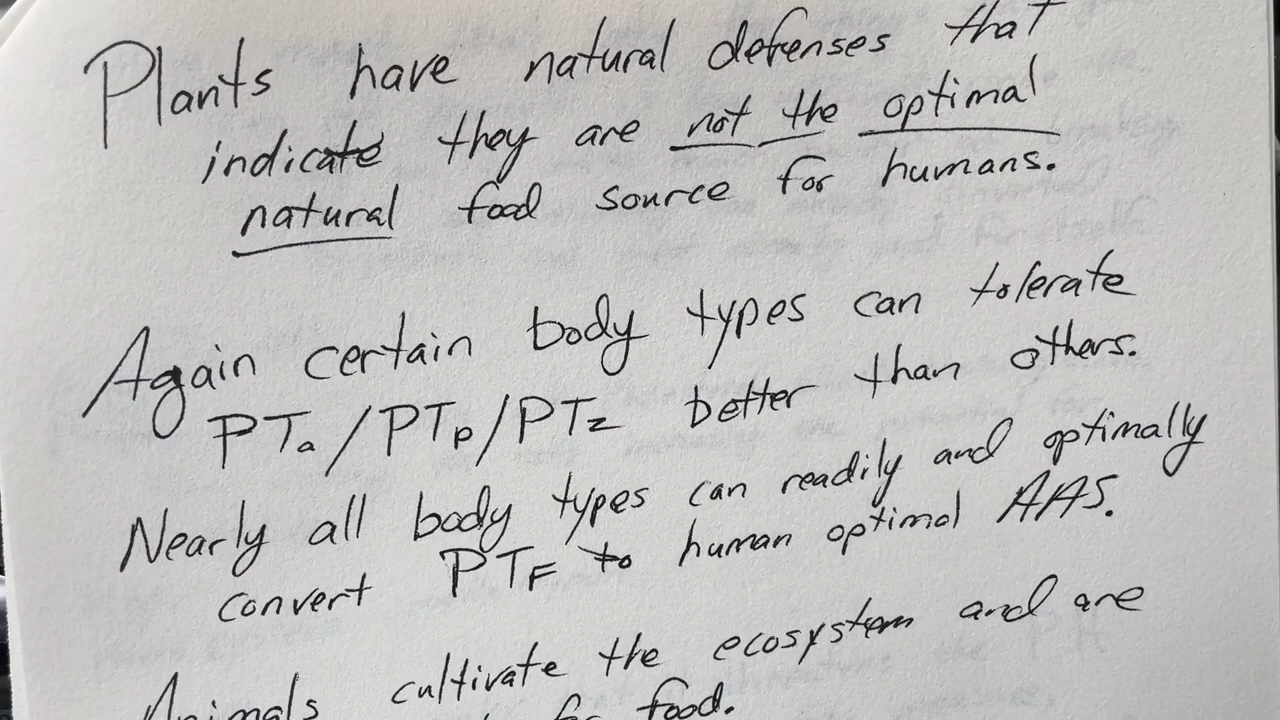 Plants have natural defenses that
indicate they are not the optimal
natural food source for humans.
Again certain body types can tolerate
PTa/PTp/PTz better than others.
Nearly all body types can readily and optimally
convert PTF to human optimal AAS.
Animals cultivate the ecosystem and are
for food.